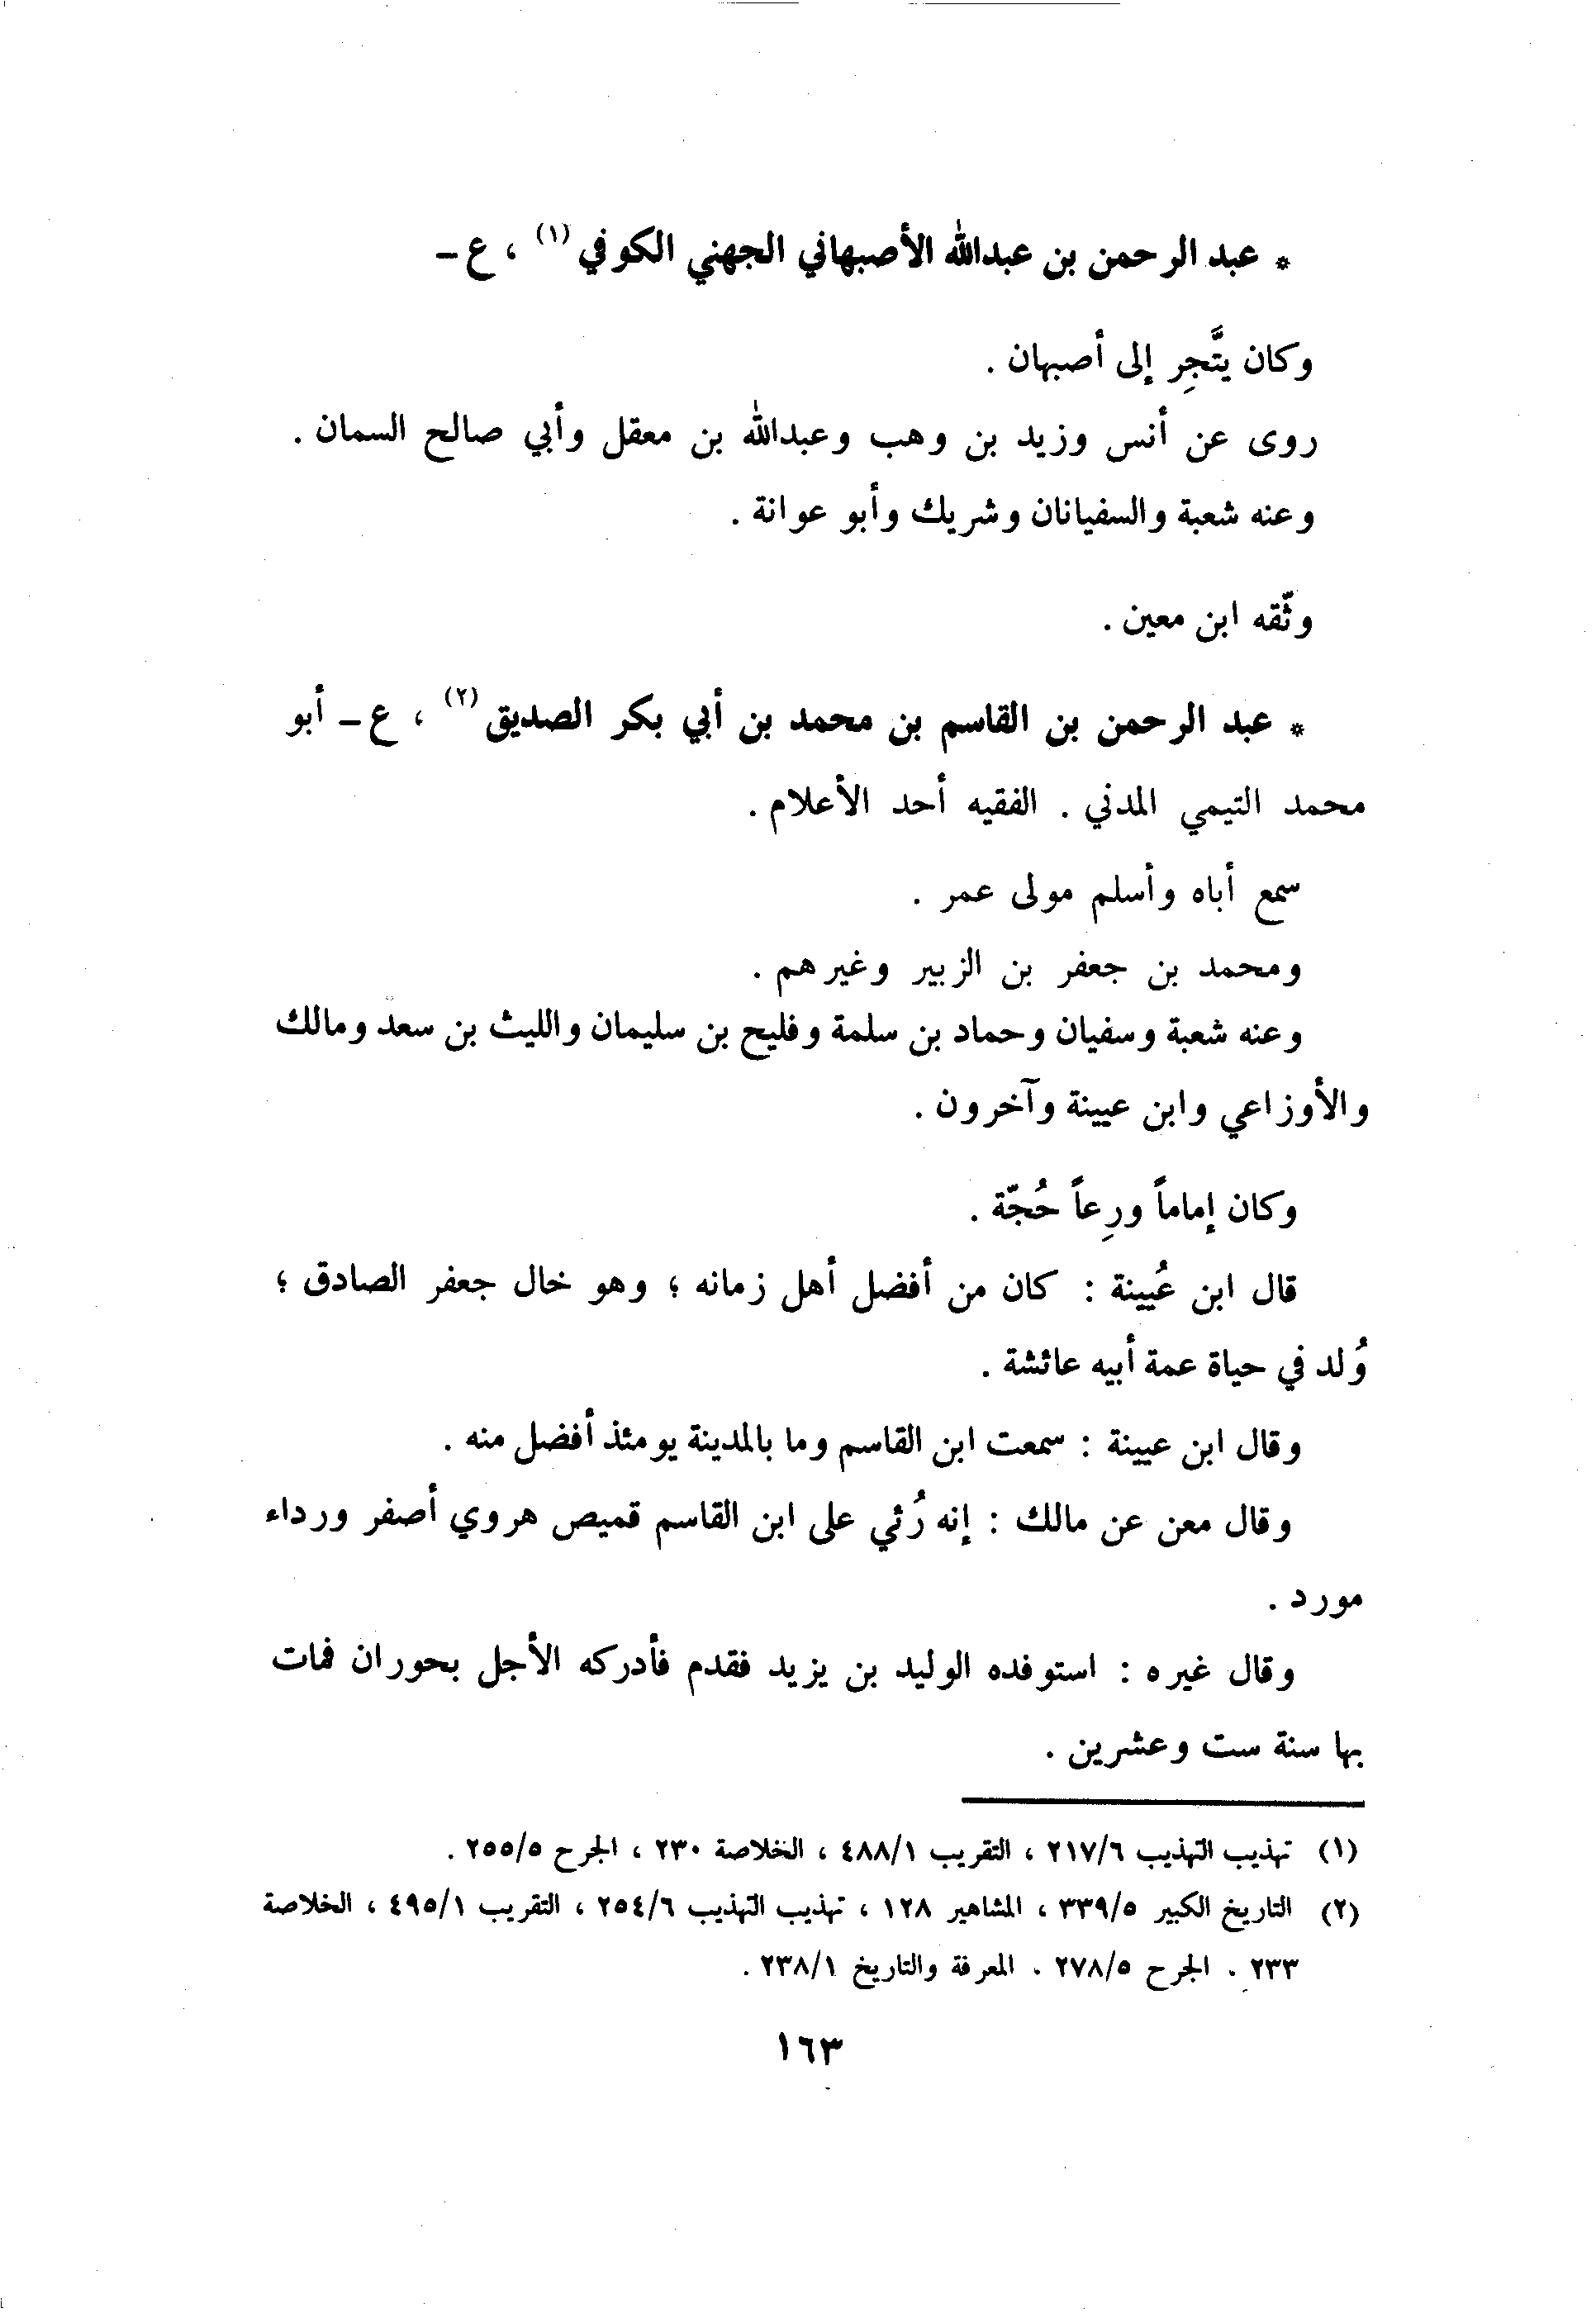 * عبد الرحمن بن عبدالله الأصبهاني الجهني الكوفي (١) ، ع –
وكان يتَّجِر إلى أصبهان .
روى عن أنس وزيد بن وهب وعبدالله بن معقل وأبي صالح السمان .
وعنه شعبة والسفيانان وشريك وأبو عوانة .
وثّقه ابن معين .
* عبد الرحمن بن القاسم بن محمد بن أبي بكر الصديق (٢) ، ع – أبو
محمد التيمي المدني . الفقيه أحد الأعلام .
سمع أباه وأسلم مولى عمر .
ومحمد بن جعفر بن الزبير وغيرهم .
وعنه شعبة وسفيان وحماد بن سلمة وفليح بن سليمان والليث بن سعد ومالك
والأوزاعي وابن عيينة وآخرون .
وكان إماماً ورِعاً حُجّة .
قال ابن عُيينة : كان من أفضل أهل زمانه ؛ وهو خال جعفر الصادق ؛
وُلد في حياة عمة أبيه عائشة .
وقال ابن عيينة : سمعت ابن القاسم وما بالمدينة يومئذ أفضل منه .
وقال معن عن مالك : إنه رُئي على ابن القاسم قميص هروي أصفر ورداء
مورد .
وقال غيره : استوفده الوليد بن يزيد فقدم فأدركه الأجل بحوران فمات
بها سنة ست وعشرين .
(١) تهذيب التهذيب ٢١٧/٦ ، التقريب ٤٨٨/١ ، الخلاصة ٢٣٠ ، الجرح ٢٥٥/٥ .
(٢) التاريخ الكبير ٣٣٩/٥ ، المشاهير ١٢٨ ، تهذيب التهذيب ٢٥٤/٦ ، التقريب ٤٩٥/١ ، الخلاصة
٢٣٣ . الجرح ٢٧٨/٥ . المعرفة والتاريخ ٢٣٨/١ .
١٦٣